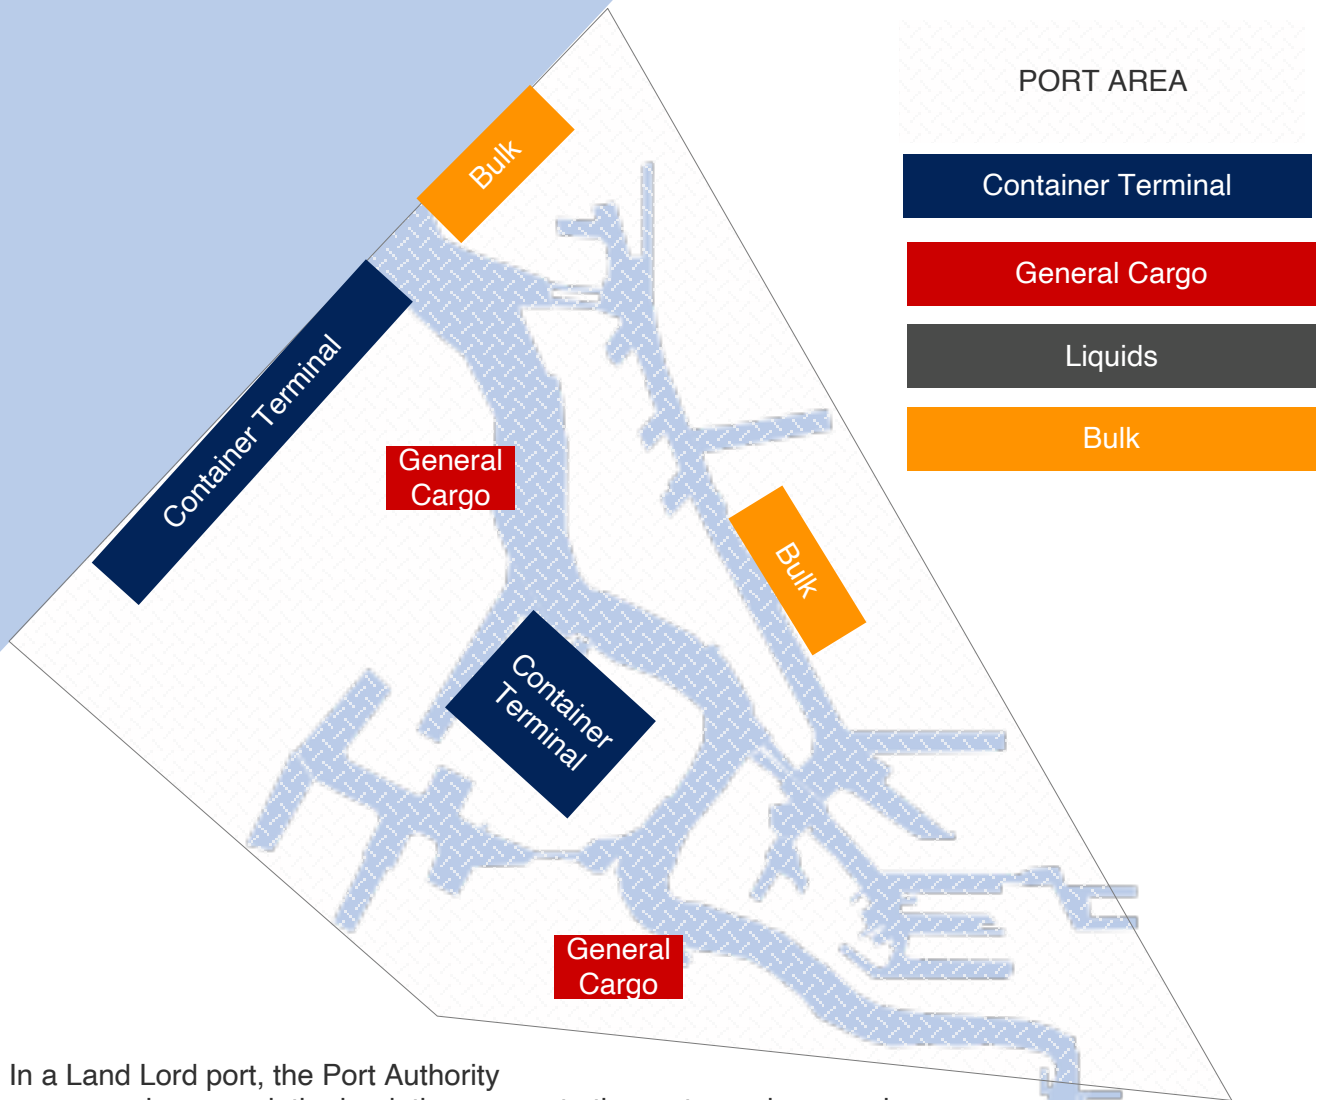 PORT AREA
Bulk
Container Terminal
General Cargo
Container Terminal
Liquids
General
Cargo
Bulk
Bulk
Container
Terminal
General
Cargo
In a Land Lord port, the Port Authority